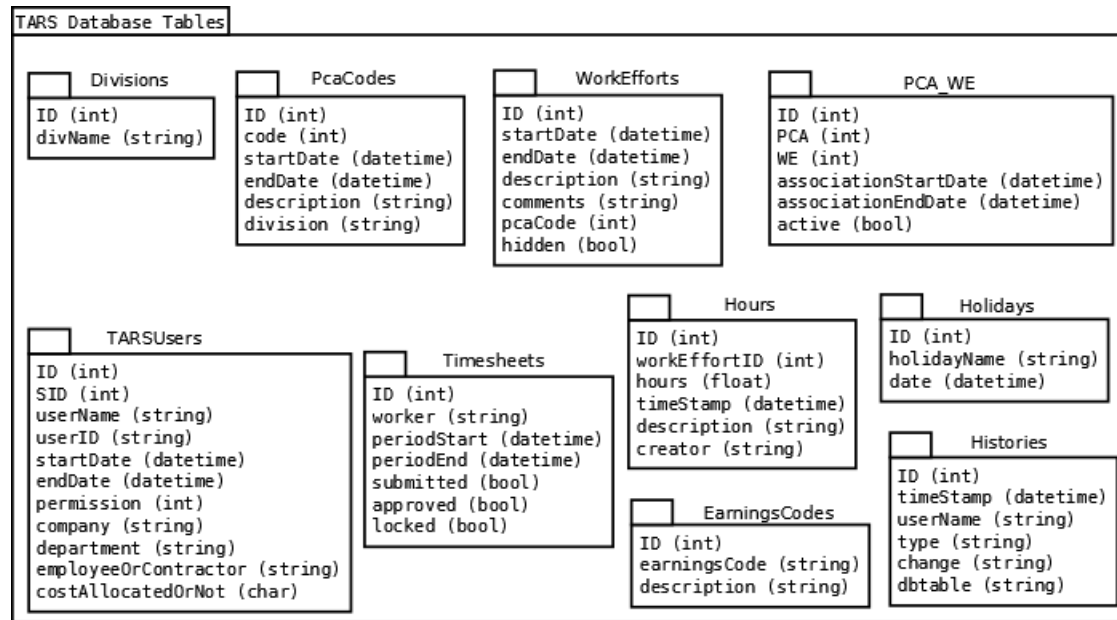 TARS Database Tables
Divisions
ID (int)
divName (string)
PcaCodes
ID (int)
code (int)
startDate (datetime)
endDate (datetime)
description (string)
division (string)
WorkEfforts
ID (int)
startDate (datetime)
endDate (datetime)
description (string)
comments (string)
pcaCode (int)
hidden (bool)
PCA_WE
ID (int)
PCA (int)
WE (int)
associationStartDate (datetime)
associationEndDate (datetime)
active (bool)
TARSUsers
ID (int)
SID (int)
userName (string)
userID (string)
startDate (datetime)
endDate (datetime)
permission (int)
company (string)
department (string)
employeeOrContractor (string)
costAllocatedOrNot (char)
Timesheets
ID (int)
worker (string)
periodStart (datetime)
periodEnd (datetime)
submitted (bool)
approved (bool)
locked (bool)
Hours
ID (int)
workEffortID (int)
hours (float)
timeStamp (datetime)
description (string)
creator (string)
Holidays
ID (int)
holidayName (string)
date (datetime)
EarningsCodes
ID (int)
earningsCode (string)
description (string)
Histories
ID (int)
timeStamp (datetime)
userName (string)
type (string)
change (string)
dbtable (string)